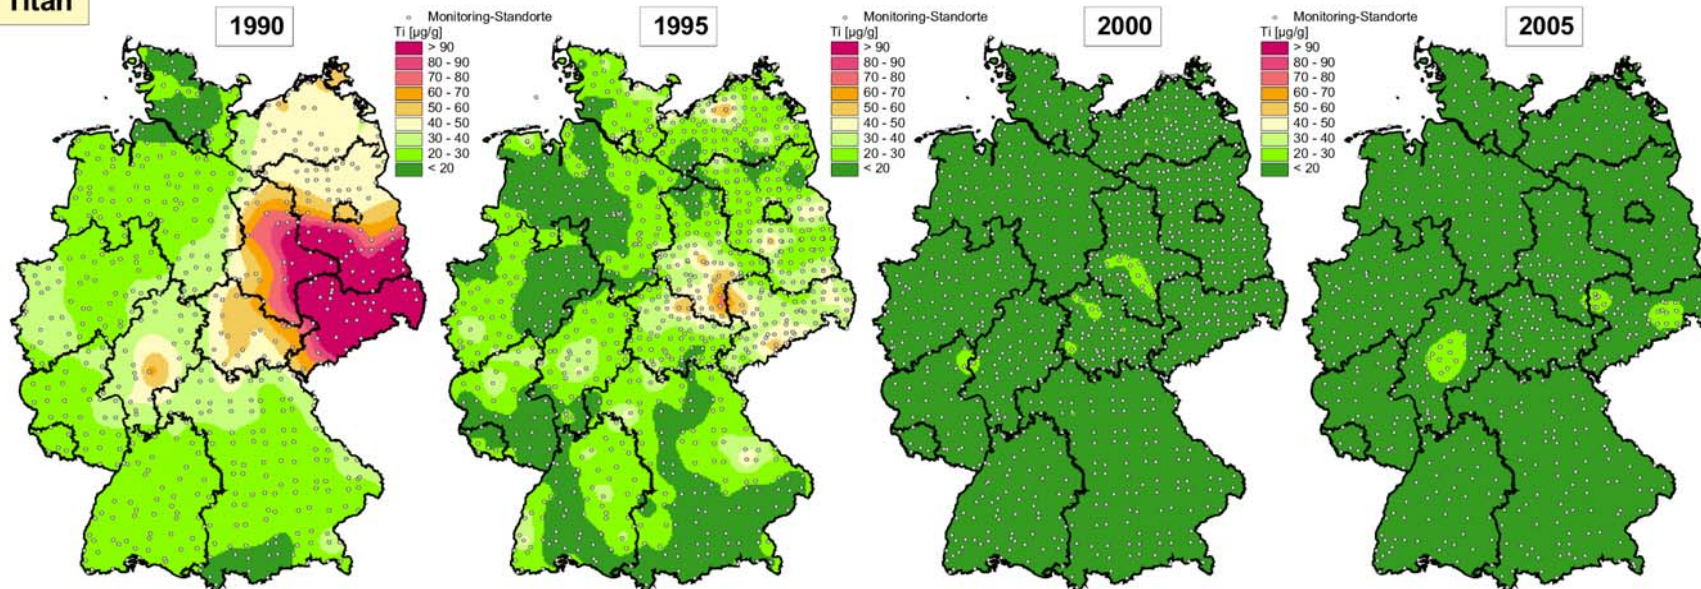 Titan
1990
Monitoring-Standorte
Ti [µg/g]
> 90
80 - 90
70 - 80
60 - 70
50 - 60
40 - 50
30 - 40
20 - 30
< 20
1995
Monitoring-Standorte
Ti [µg/g]
> 90
80 - 90
70 - 80
60 - 70
50 - 60
40 - 50
30 - 40
20 - 30
< 20
2000
Monitoring-Standorte
Ti [µg/g]
> 90
80 - 90
70 - 80
60 - 70
50 - 60
40 - 50
30 - 40
20 - 30
< 20
2005